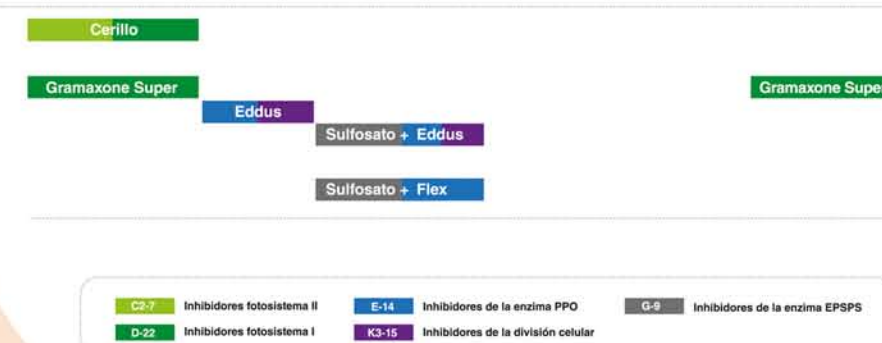 Cerillo
Gramaxone Super Gramaxone Supe
Eddus
Sulfosato + Eddus
Sulfosato + Flex
C2-7 Inhibidores fotosistema II E-14 Inhibidores de la enzima PPO G-9 Inhibidores de la enzima EPSPS
D-22 Inhibidores fotosistema I K3-15 Inhibidores de la división celular